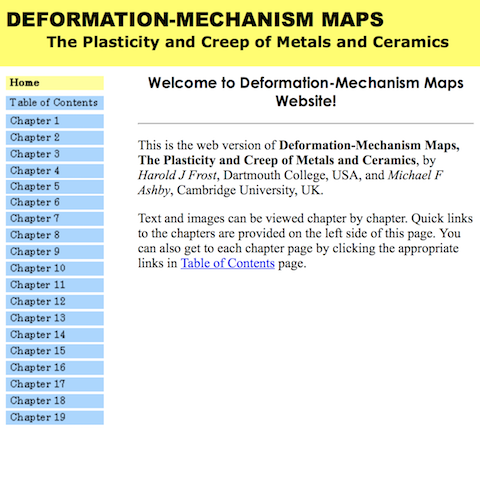 DEFORMATION-MECHANISM MAPS
The Plasticity and Creep of Metals and Ceramics
Home
Table of Contents
Chapter 1
Chapter 2
Chapter 3
Chapter 4
Chapter 5
Chapter 6
Chapter 7
Chapter 8
Chapter 9
Chapter 10
Chapter 11
Chapter 12
Chapter 13
Chapter 14
Chapter 15
Chapter 16
Chapter 17
Chapter 18
Chapter 19
Welcome to Deformation-Mechanism Maps
Website!
This is the web version of Deformation-Mechanism Maps,
The Plasticity and Creep of Metals and Ceramics, by
Harold J Frost, Dartmouth College, USA, and Michael F
Ashby, Cambridge University, UK.
Text and images can be viewed chapter by chapter. Quick links
to the chapters are provided on the left side of this page. You
can also get to each chapter page by clicking the appropriate
links in Table of Contents page.